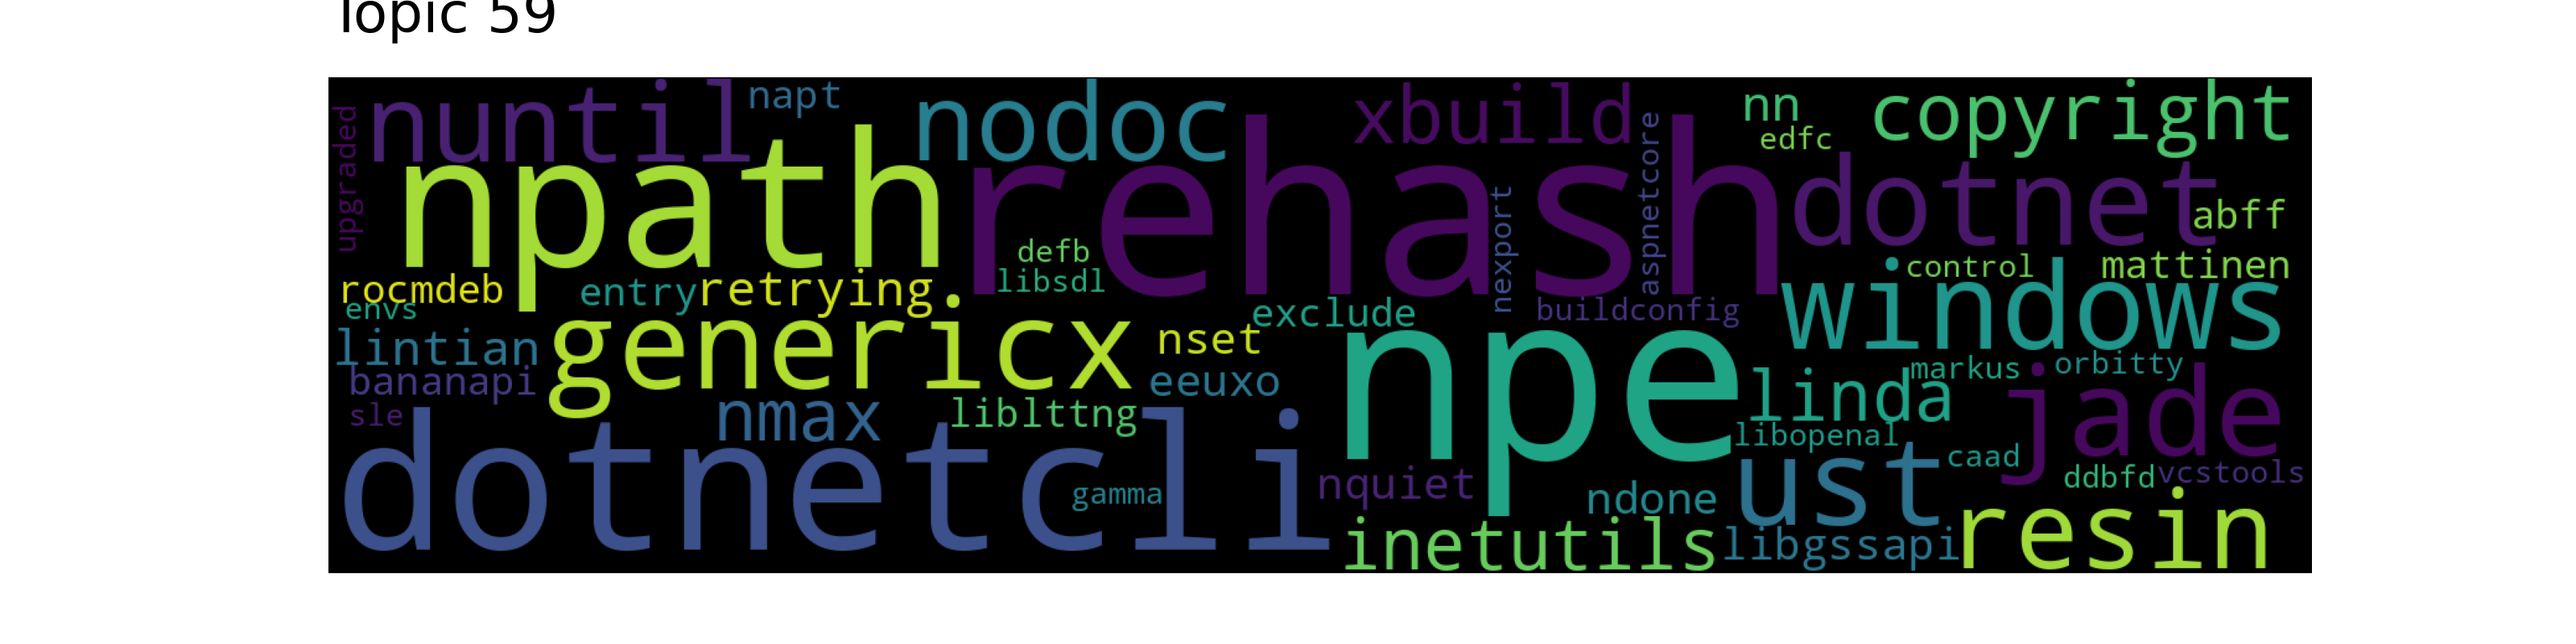 Topic 59
upgraded nuntil napt nodoc xbuild nn copyright
edfc
npath rehash aspnetcore dotnet abff
nexport
defb
rocmdeb entry retrying libsdl control mattinen
envs exclude buildconfig windows
lintian genericx nset npe
bananapi eeuxo linda markus orbitty
sle nmax liblttng jade
dotnetcli libopenal
gamma nquiet ndone ust caad ddbfd vcstools
inetutils libgssapi resin